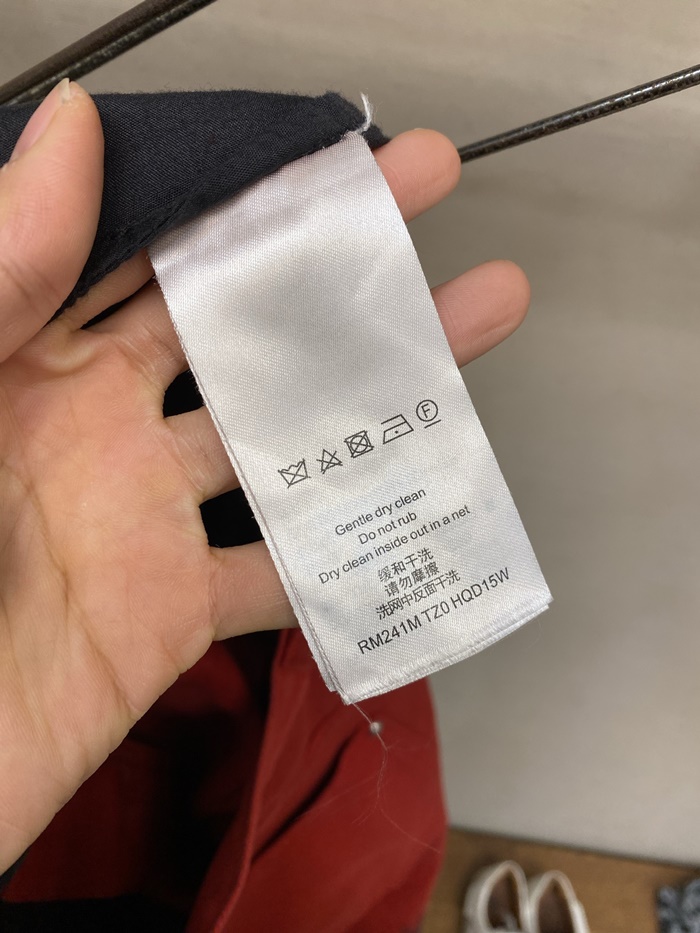 F
Gentle dry clean
Do not rub
Dry clean inside out in a net
缓和干洗
请勿摩擦
洗网中反面干洗
RM241M TZ0 HQD15W